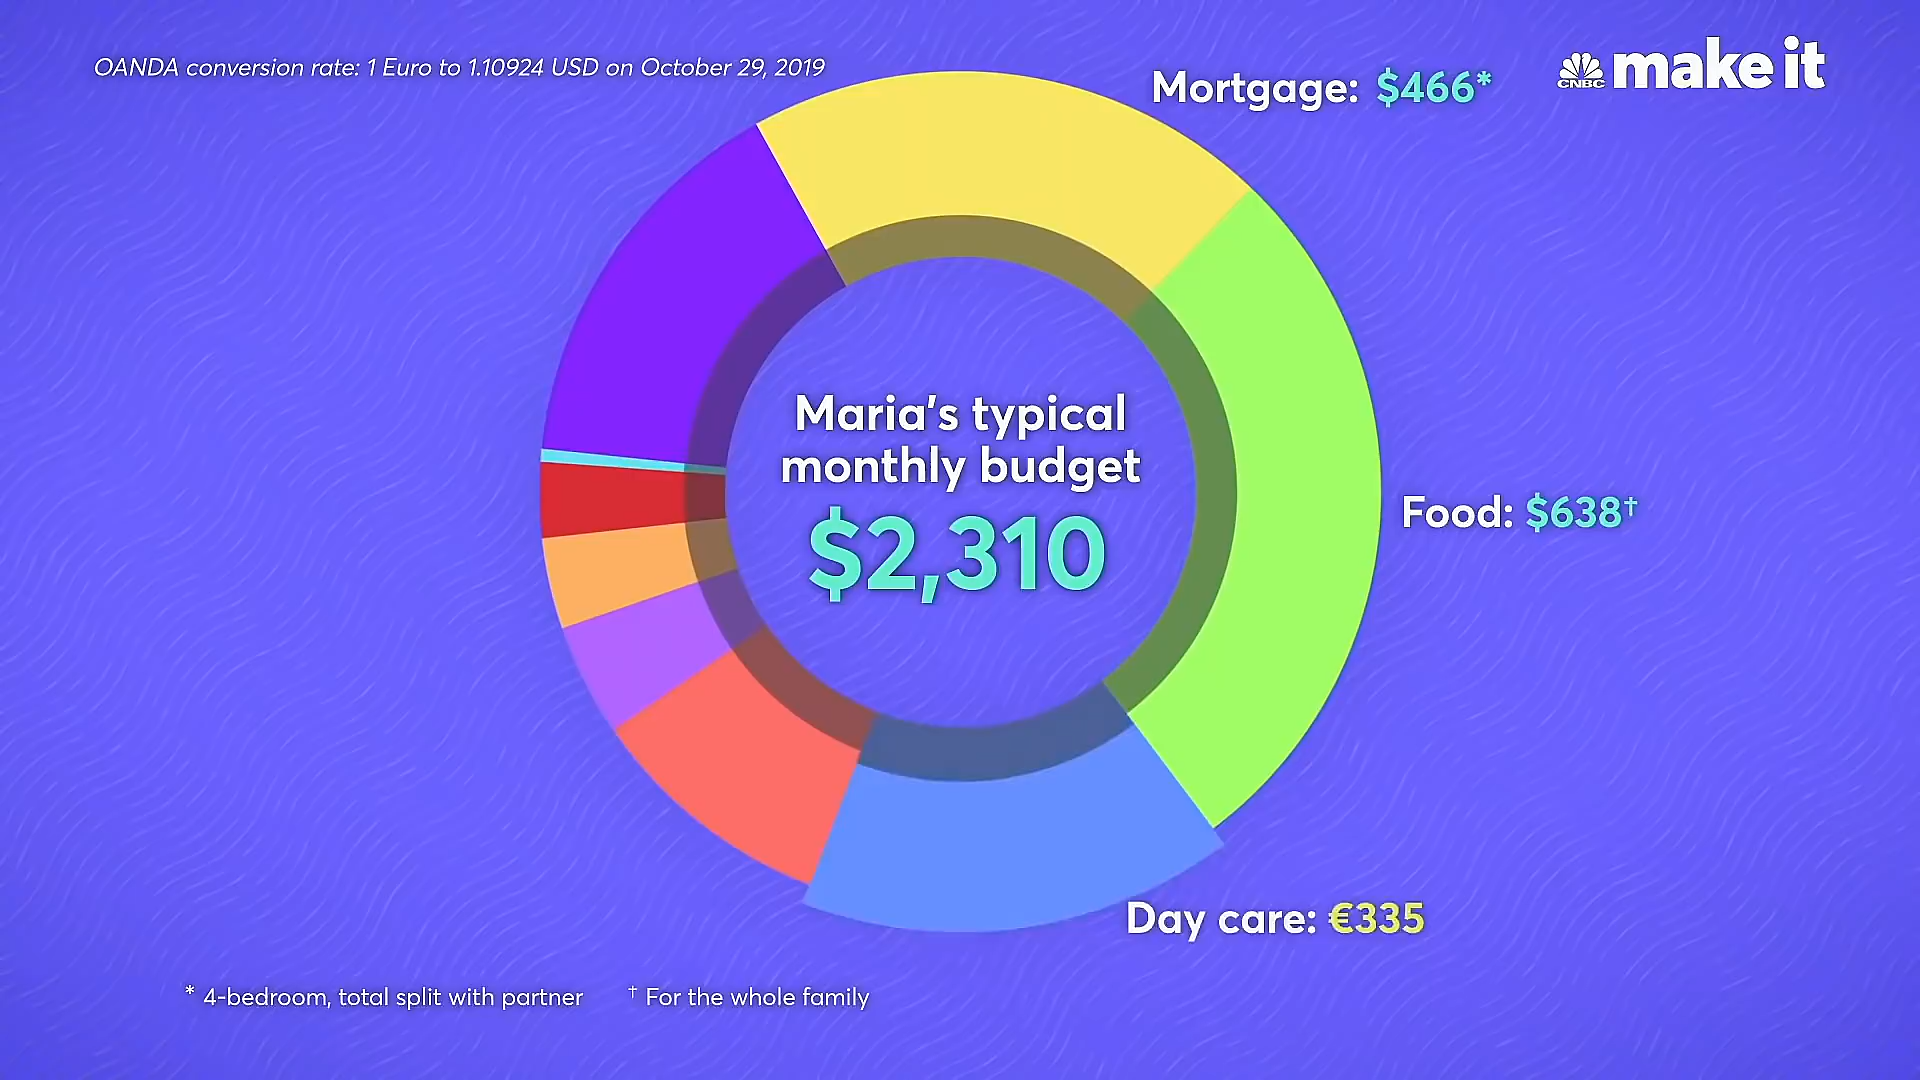 OANDA conversion rate: 1 Euro to 1.10924 USD on October 29, 2019
CNBC make it
Mortgage: $466*
Maria's typical
monthly budget
$2,310
Food: $638†
Day care: €335
* 4-bedroom, total split with partner
† For the whole family